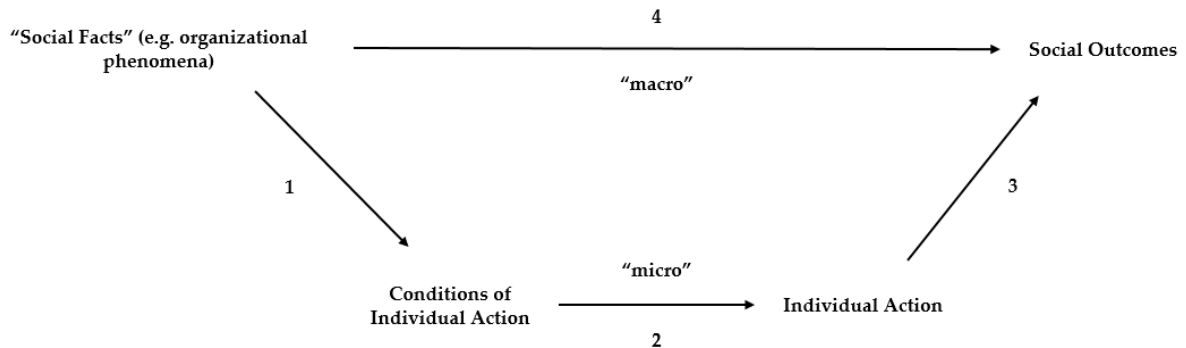 4
“Social Facts” (e.g. organizational
phenomena)
Social Outcomes
“macro”
1
3
“micro”
Conditions of
Individual Action
Individual Action
2